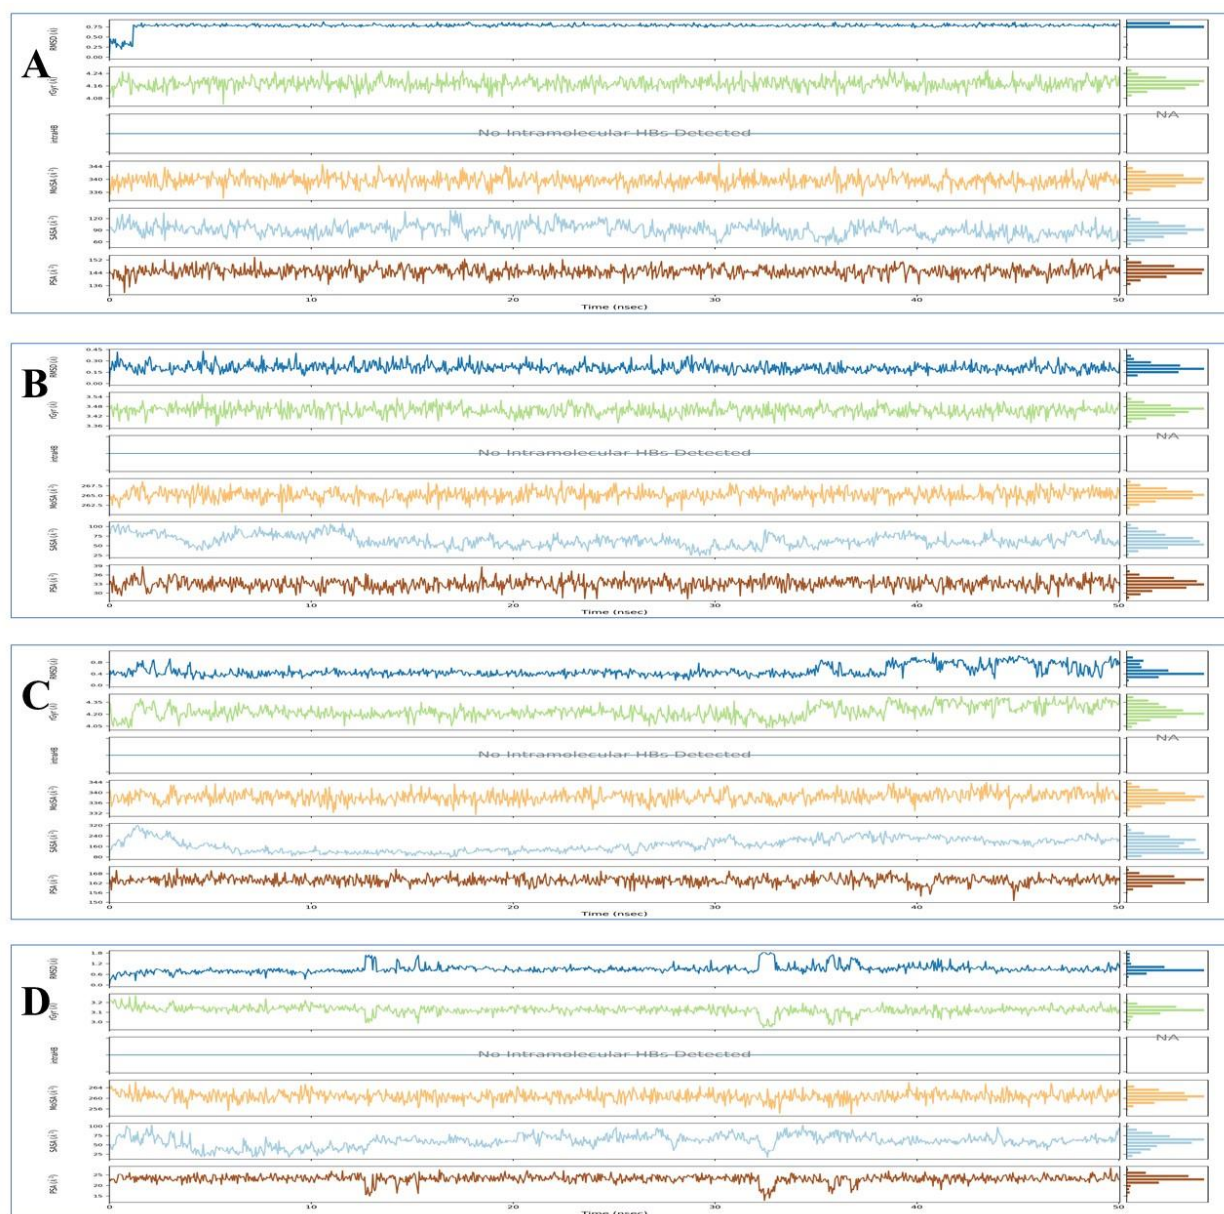 A
RMSD (Å)
0.75
0.50
0.25
0.00
rGyr (Å)
4.24
4.16
4.08
intraHB
No Intramolecular HBs Detected
NA
MolSA (Å²)
344
340
336
SASA (Å²)
120
90
60
PSA (Å²)
152
144
136
0 10 20 30 40 50
Time (nsec)
B
RMSD (Å)
0.45
0.30
0.15
0.00
rGyr (Å)
3.54
3.48
3.42
3.36
intraHB
No Intramolecular HBs Detected
NA
MolSA (Å²)
267.5
265.0
262.5
SASA (Å²)
100
75
50
25
PSA (Å²)
39
36
33
30
0 10 20 30 40 50
Time (nsec)
C
RMSD (Å)
0.8
0.4
0.0
rGyr (Å)
4.35
4.20
4.05
intraHB
No Intramolecular HBs Detected
NA
MolSA (Å²)
344
340
336
332
SASA (Å²)
320
240
160
80
PSA (Å²)
168
162
156
150
0 10 20 30 40 50
Time (nsec)
D
RMSD (Å)
1.8
1.2
0.6
0.0
rGyr (Å)
3.2
3.1
3.0
intraHB
No Intramolecular HBs Detected
NA
MolSA (Å²)
264
260
256
SASA (Å²)
100
75
50
25
PSA (Å²)
25
20
15
0 10 20 30 40 50
Time (nsec)